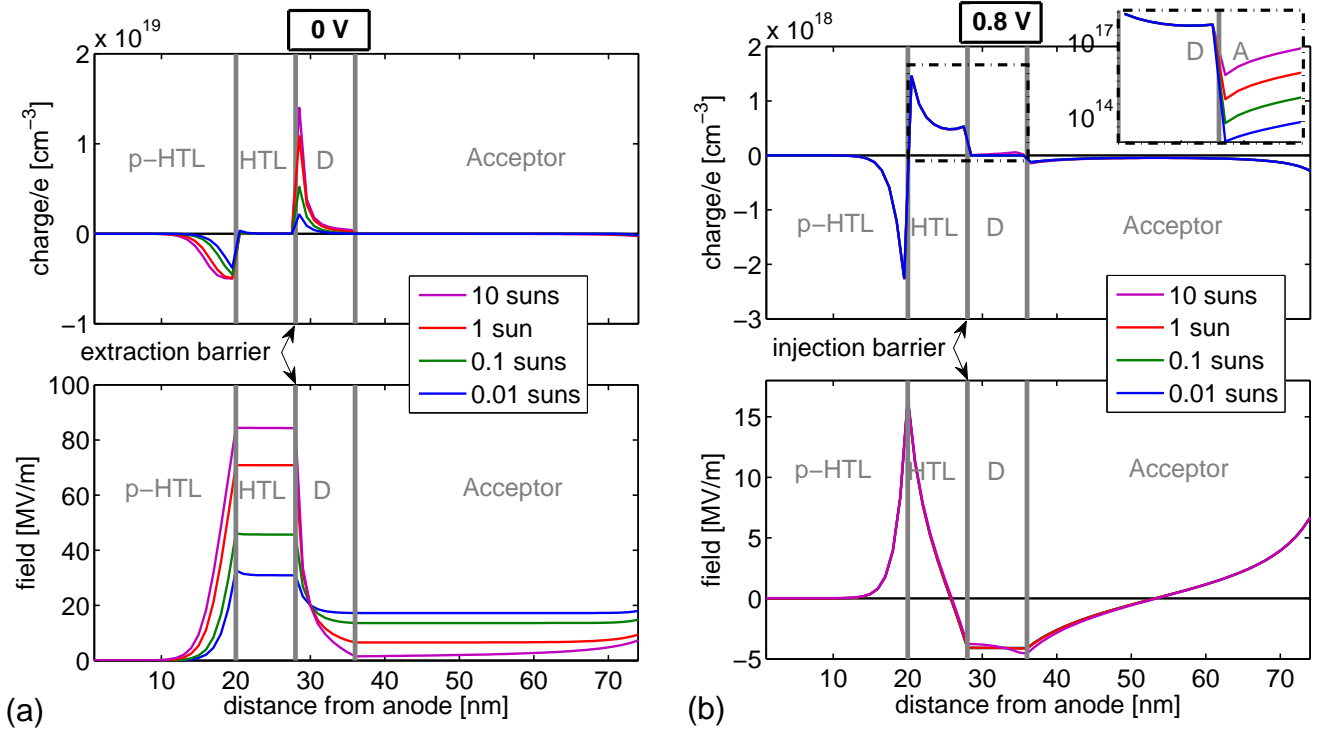 0 V
x 10^19
2
1
0
−1
charge/e [cm−3]
p−HTL
HTL
D
Acceptor
10 suns
1 sun
0.1 suns
0.01 suns
extraction barrier
100
80
60
40
20
0
field [MV/m]
p−HTL
HTL
D
Acceptor
10 20 30 40 50 60 70
distance from anode [nm]
(a)
0.8 V
x 10^18
2
1
0
−1
−2
−3
charge/e [cm−3]
10^17
10^14
D
A
p−HTL
HTL
D
Acceptor
10 suns
1 sun
0.1 suns
0.01 suns
injection barrier
15
10
5
0
−5
field [MV/m]
p−HTL
HTL
D
Acceptor
10 20 30 40 50 60 70
distance from anode [nm]
(b)